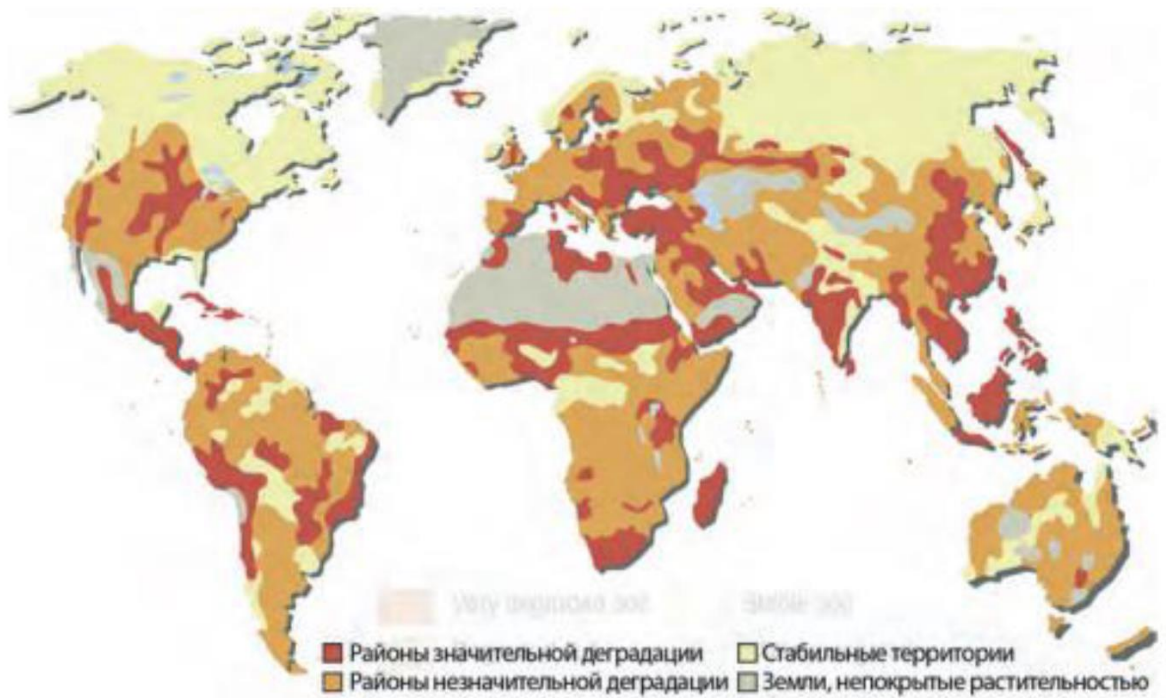 Районы значительной деградации
Стабильные территории
Районы незначительной деградации
Земли, непокрытые растительностью